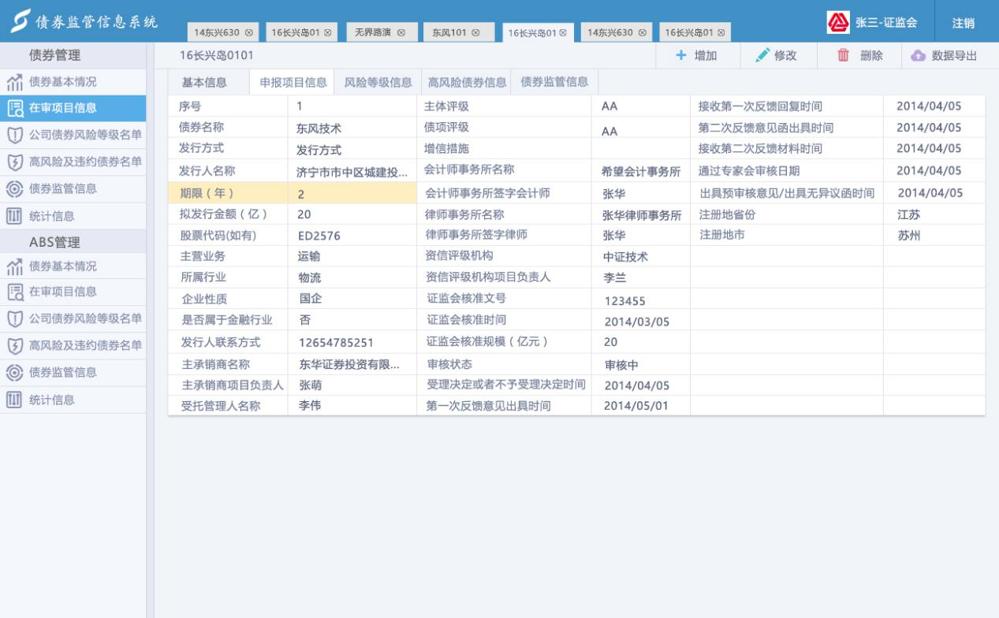 债券监管信息系统
14东兴630 16长兴岛01 无界路演 东风101 16长兴岛01 14东兴630 16长兴岛01
张三-证监会 注销
债券管理
债券基本情况
在审项目信息
公司债券风险等级名单
高风险及违约债券名单
债券监管信息
统计信息
ABS管理
债券基本情况
在审项目信息
公司债券风险等级名单
高风险及违约债券名单
债券监管信息
统计信息
16长兴岛0101 增加 修改 删除 数据导出
基本信息 申报项目信息 风险等级信息 高风险债券信息 债券监管信息
序号 1 主体评级 AA 接收第一次反馈回复时间 2014/04/05
债券名称 东风技术 债项评级 AA 第二次反馈意见函出具时间 2014/04/05
发行方式 发行方式 增信措施 接收第二次反馈材料时间 2014/04/05
发行人名称 济宁市市中区城建投... 会计师事务所名称 希望会计事务所 通过专家会审核日期 2014/04/05
期限（年） 2 会计师事务所签字会计师 张华 出具预审核意见/出具无异议函时间 2014/04/05
拟发行金额（亿） 20 律师事务所名称 张华律师事务所 注册地省份 江苏
股票代码(如有) ED2576 律师事务所签字律师 张华 注册地市 苏州
主营业务 运输 资信评级机构 中证技术
所属行业 物流 资信评级机构项目负责人 李兰
企业性质 国企 证监会核准文号 123455
是否属于金融行业 否 证监会核准时间 2014/03/05
发行人联系方式 12654785251 证监会核准规模（亿元） 20
主承销商名称 东华证券投资有限... 审核状态 审核中
主承销商项目负责人 张萌 受理决定或者不予受理决定时间 2014/04/05
受托管理人名称 李伟 第一次反馈意见出具时间 2014/05/01